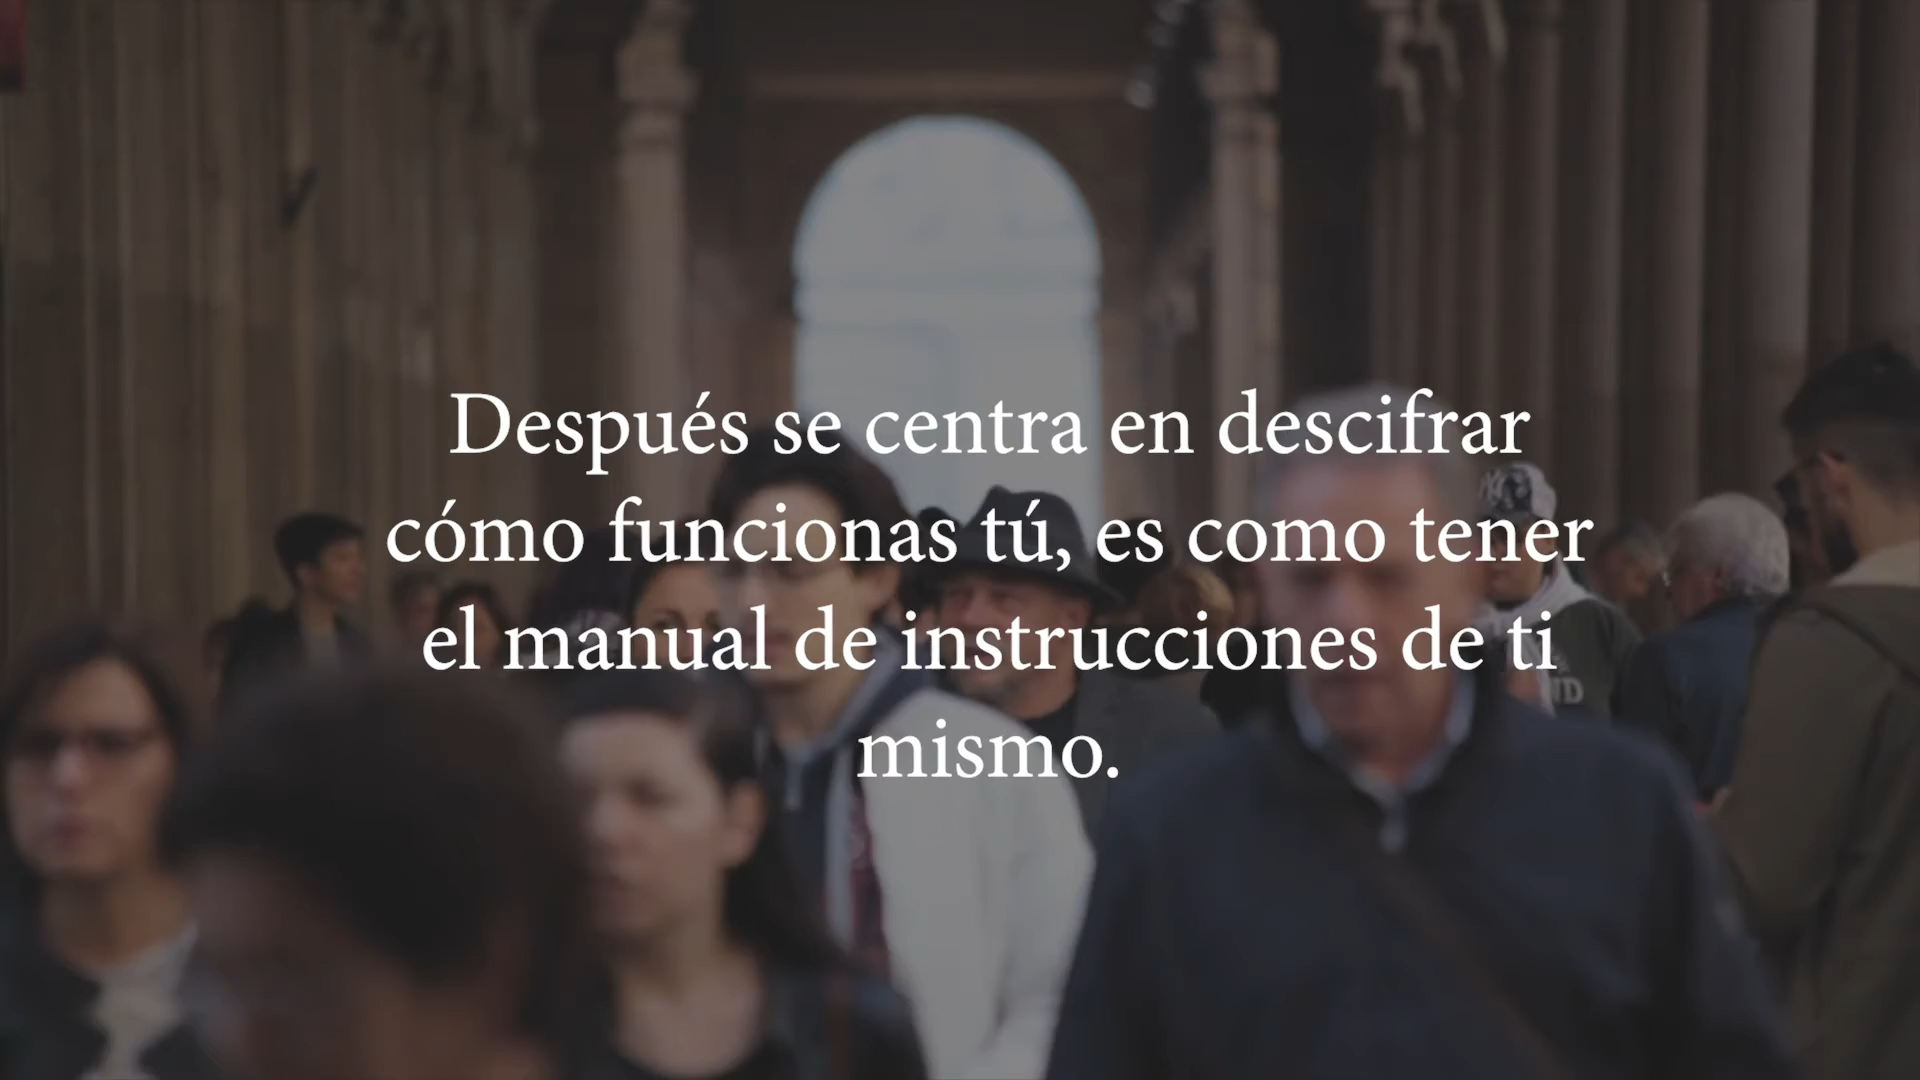 Después se centra en descifrar
cómo funcionas tú, es como tener
el manual de instrucciones de ti
mismo.